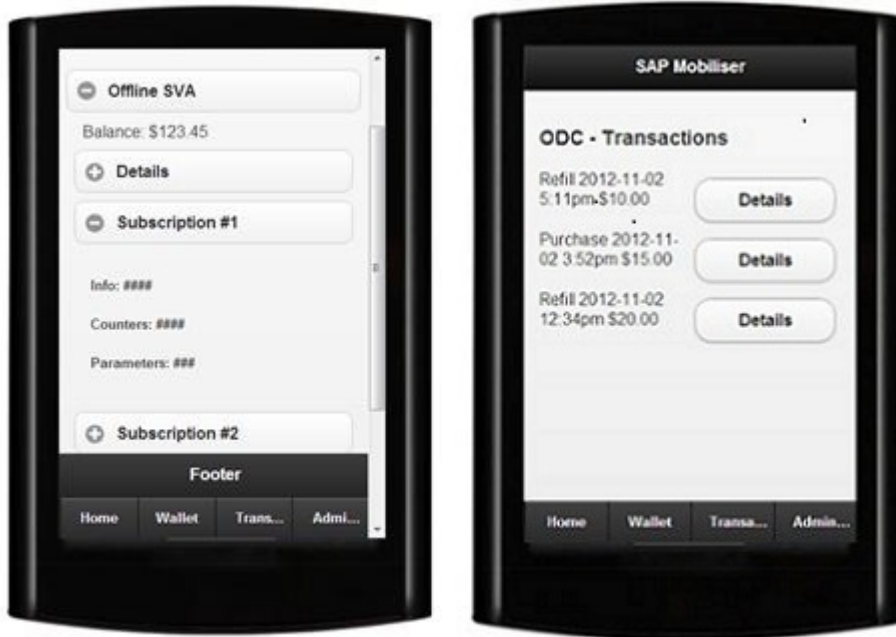 Offline SVA
Balance: $123.45
Details
Subscription #1
Info: ####
Counters: ####
Parameters: ###
Subscription #2
Footer
Home Wallet Trans... Admi...
SAP Mobiliser
ODC - Transactions
Refill 2012-11-02
5:11pm-$10.00
Details
Purchase 2012-11-
02 3:52pm $15.00
Details
Refill 2012-11-02
12:34pm $20.00
Details
Home Wallet Transa... Admin...